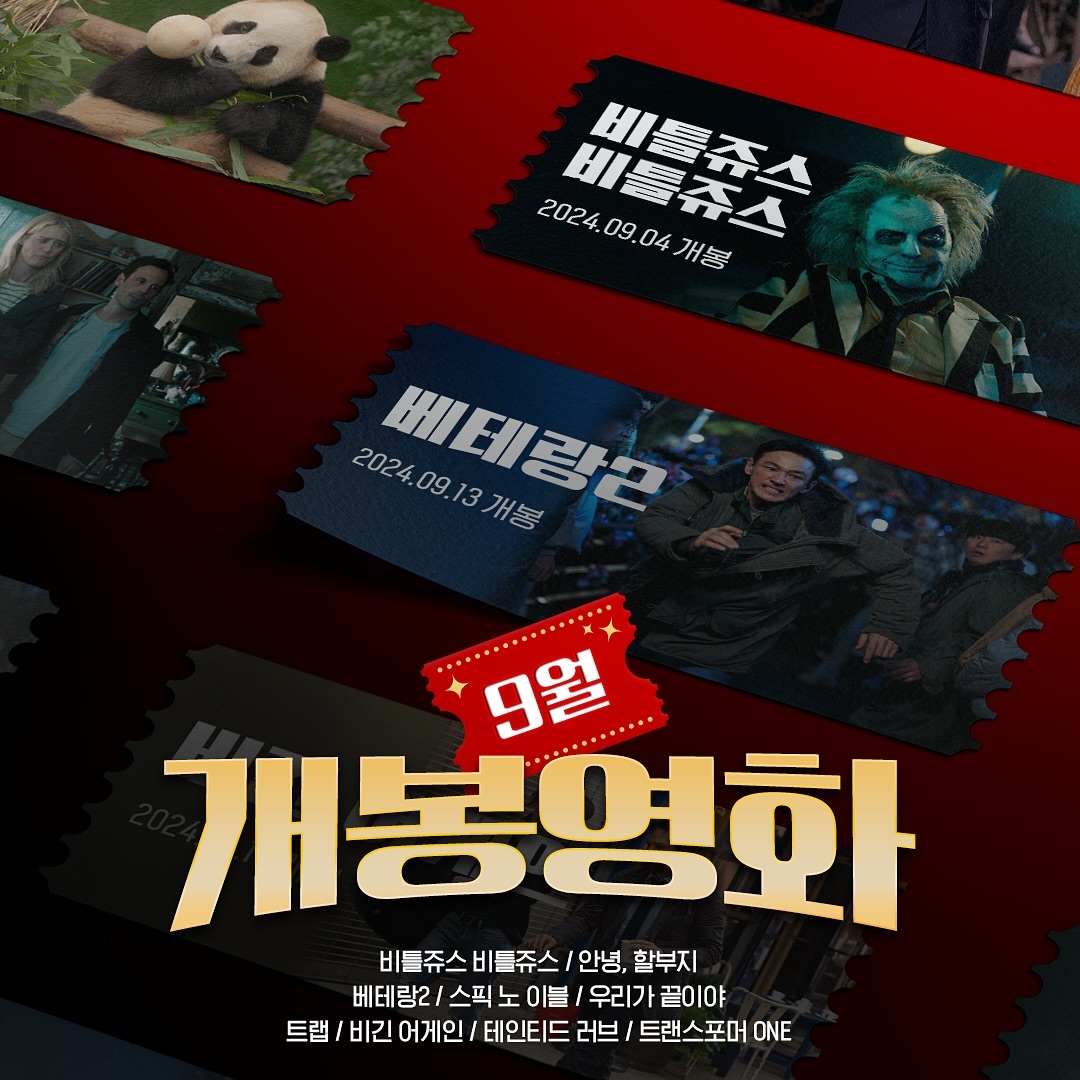 비틀쥬스
비틀쥬스
2024.09.04 개봉
베테랑2
2024.09.13 개봉
9월
개봉영화
비틀쥬스 비틀쥬스 / 안녕, 할부지
베테랑2 / 스픽 노 이블 / 우리가 끝이야
트랩 / 비긴 어게인 / 테인티드 러브 / 트랜스포머 ONE